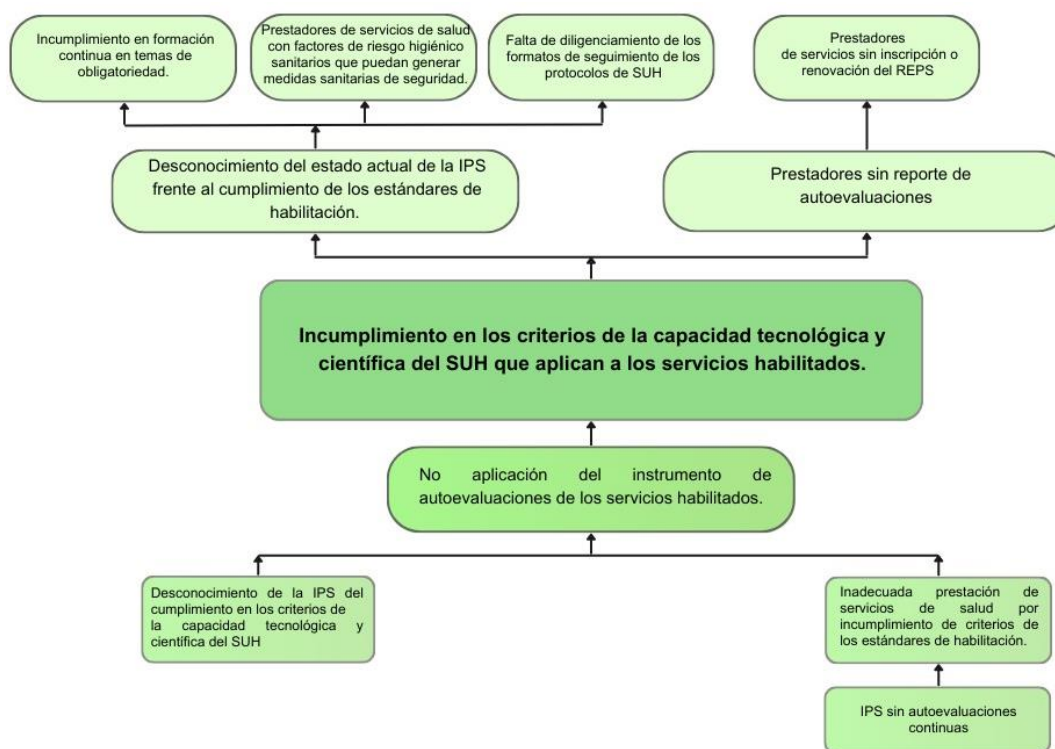 Incumplimiento en formación
continua en temas de
obligatoriedad.
Prestadores de servicios de salud
con factores de riesgo higiénico
sanitarios que puedan generar
medidas sanitarias de seguridad.
Falta de diligenciamiento de los
formatos de seguimiento de los
protocolos de SUH
Prestadores
de servicios sin inscripción o
renovación del REPS
Desconocimiento del estado actual de la IPS
frente al cumplimiento de los estándares de
habilitación.
Prestadores sin reporte de
autoevaluaciones
Incumplimiento en los criterios de la capacidad tecnológica y
científica del SUH que aplican a los servicios habilitados.
No aplicación del instrumento de
autoevaluaciones de los servicios habilitados.
Desconocimiento de la IPS del
cumplimiento en los criterios de
la capacidad tecnológica y
científica del SUH
Inadecuada prestación de
servicios de salud por
incumplimiento de criterios de
los estándares de habilitación.
IPS sin autoevaluaciones
continuas